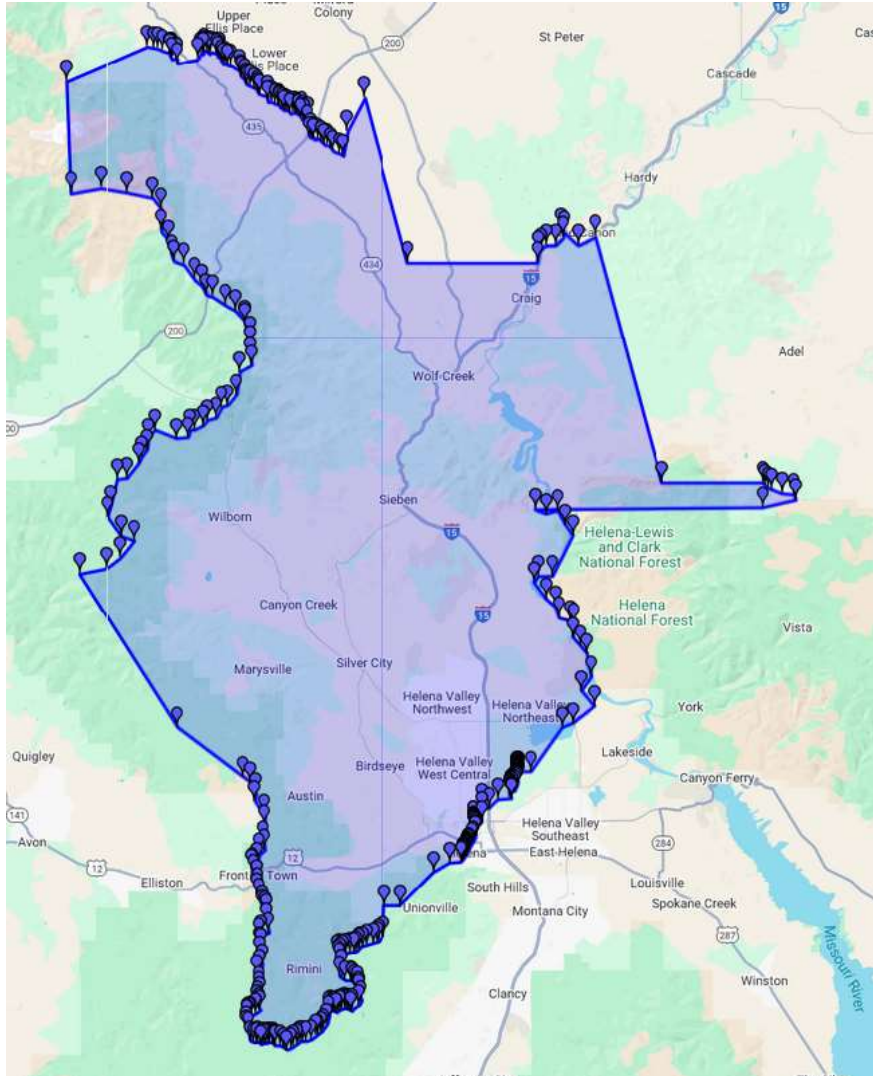 Upper
Ellis Place
Colony
200
St Peter
15
Cascade
Lower
Place
435
Hardy
434
15
Craig
200
Adel
Wolf Creek
Sieben
Wilborn
15
Helena-Lewis
and Clark
National Forest
Canyon Creek
15
Helena
National Forest
Vista
Marysville
Silver City
Helena Valley
Northwest
Helena Valley
Northeast
York
Quigley
Birdseye
Helena Valley
West Central
Lakeside
Canyon Ferry
Austin
141
Avon
12
Helena Valley
Southeast
284
12
East Helena
Elliston
South Hills
Louisville
Unionville
Montana City
Spokane Creek
287
Rimini
Missouri River
Winston
Clancy